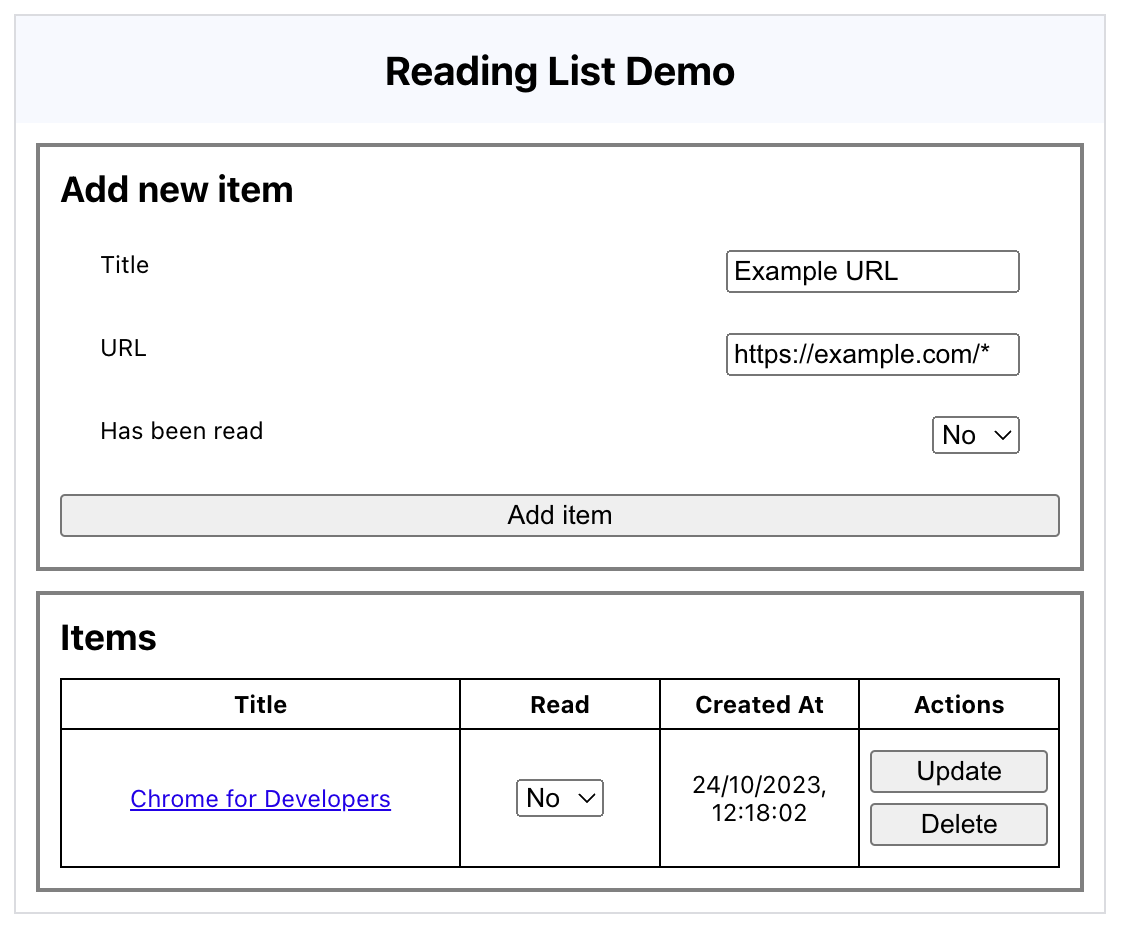 Reading List Demo
Add new item
Title
Example URL
URL
https://example.com/*
Has been read
No
Add item
Items
Title Read Created At Actions
Chrome for Developers No 24/10/2023,
12:18:02
Update
Delete